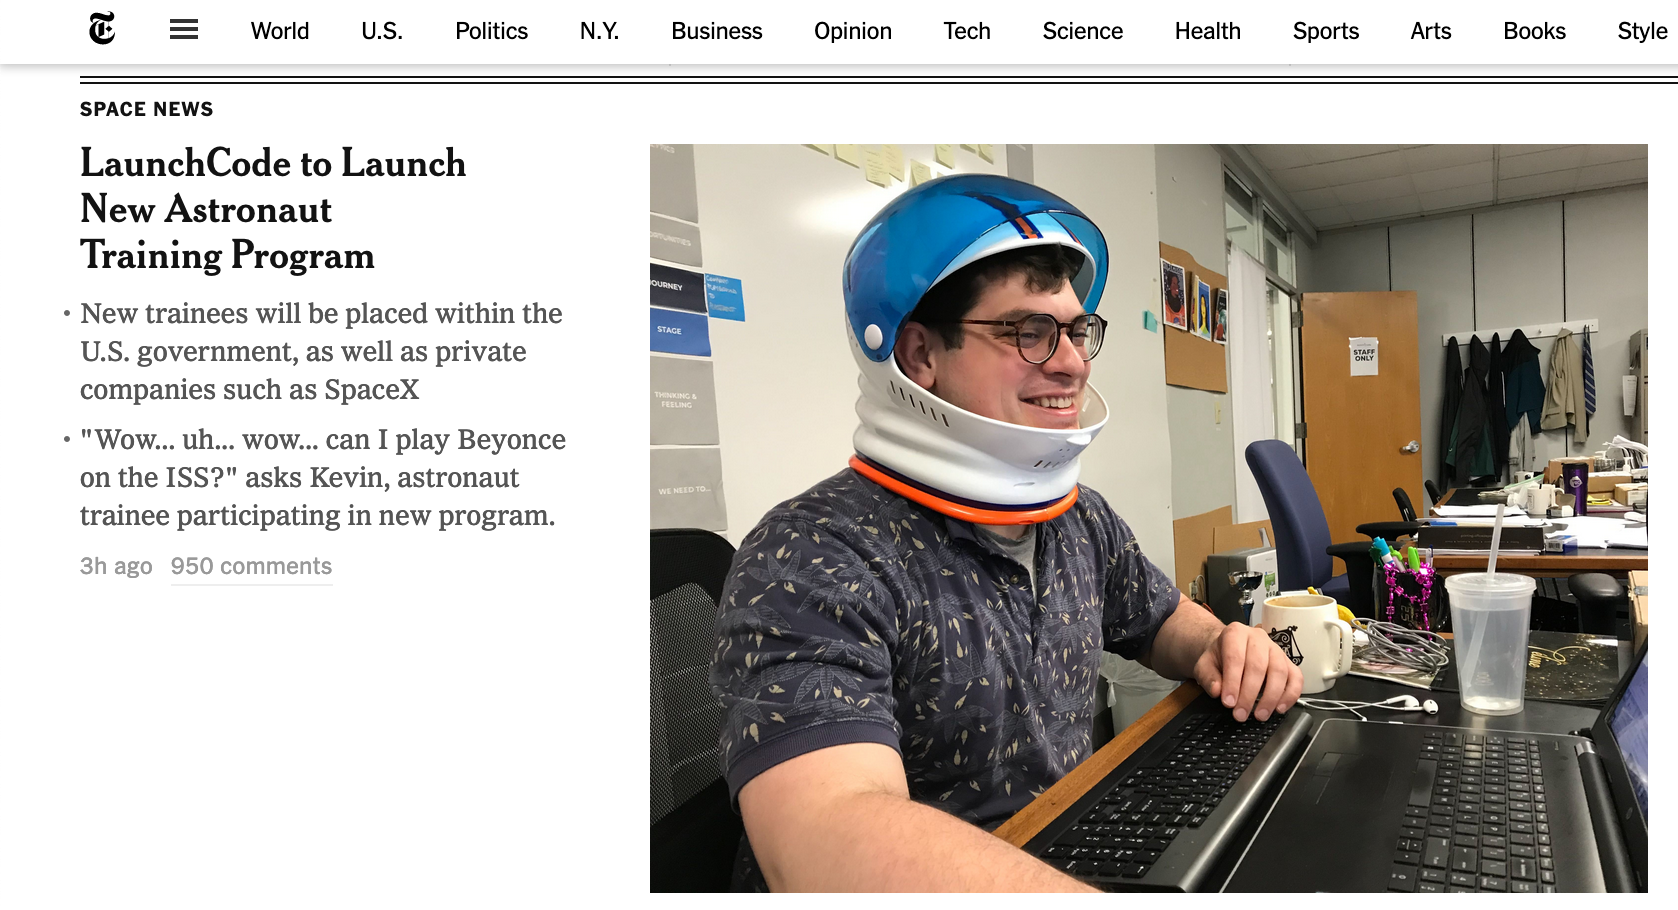 T
World U.S. Politics N.Y. Business Opinion Tech Science Health Sports Arts Books Style
SPACE NEWS
LaunchCode to Launch
New Astronaut
Training Program
• New trainees will be placed within the
U.S. government, as well as private
companies such as SpaceX
• "Wow... uh... wow... can I play Beyonce
on the ISS?" asks Kevin, astronaut
trainee participating in new program.
3h ago 950 comments
OURNEY
STAGE
THINKING &
FEELING
WE NEED TO...
STAFF
ONLY